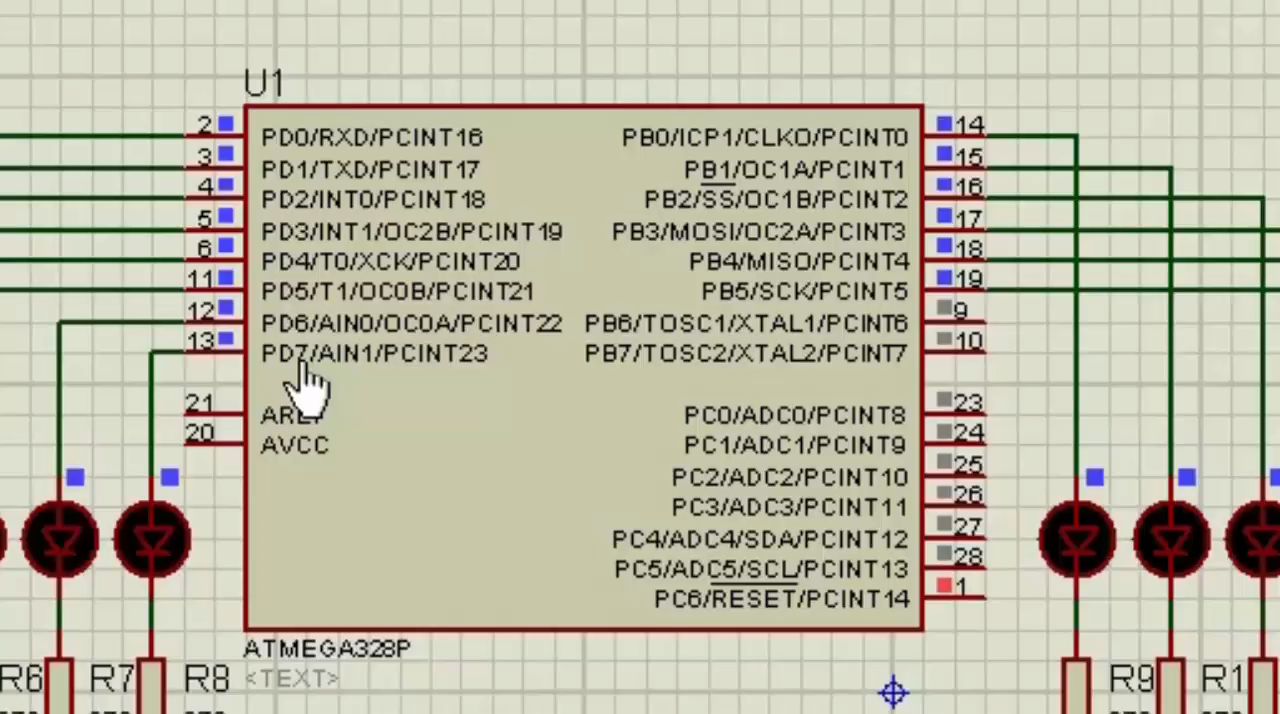 U1
2 PD0/RXD/PCINT16 PB0/ICP1/CLKO/PCINT0 14
3 PD1/TXD/PCINT17 PB1/OC1A/PCINT1 15
4 PD2/INT0/PCINT18 PB2/SS/OC1B/PCINT2 16
5 PD3/INT1/OC2B/PCINT19 PB3/MOSI/OC2A/PCINT3 17
6 PD4/T0/XCK/PCINT20 PB4/MISO/PCINT4 18
11 PD5/T1/OC0B/PCINT21 PB5/SCK/PCINT5 19
12 PD6/AIN0/OC0A/PCINT22 PB6/TOSC1/XTAL1/PCINT6 9
13 PD7/AIN1/PCINT23 PB7/TOSC2/XTAL2/PCINT7 10
21 AREF PC0/ADC0/PCINT8 23
20 AVCC PC1/ADC1/PCINT9 24
PC2/ADC2/PCINT10 25
PC3/ADC3/PCINT11 26
PC4/ADC4/SDA/PCINT12 27
PC5/ADC5/SCL/PCINT13 28
PC6/RESET/PCINT14 1
ATMEGA328P
<TEXT>
R6 R7 R8 R9 R1